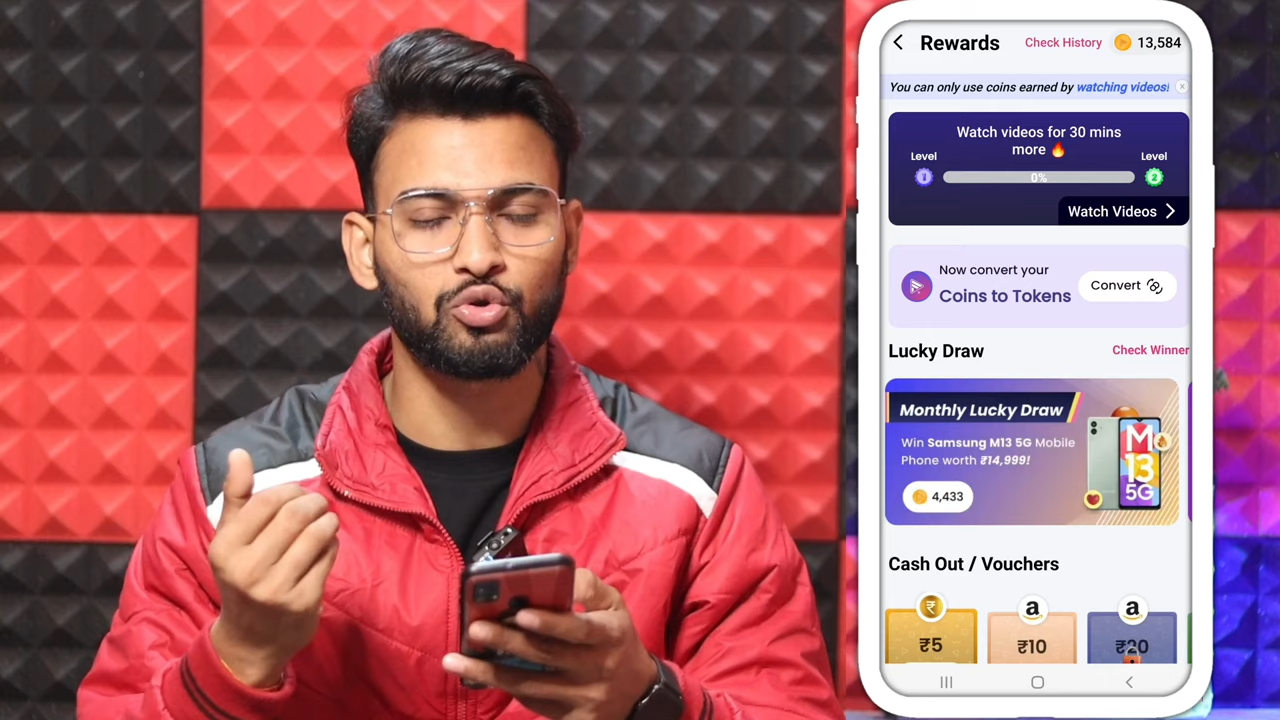 Rewards
Check History
13,584
You can only use coins earned by watching videos!
Watch videos for 30 mins
more 🔥
Level
Level
1
0%
2
Watch Videos
Now convert your
Coins to Tokens
Convert
Lucky Draw
Check Winner
Monthly Lucky Draw
Win Samsung M13 5G Mobile
Phone worth ₹14,999!
4,433
M
13
5G
Cash Out / Vouchers
₹
a
a
₹5
₹10
₹20